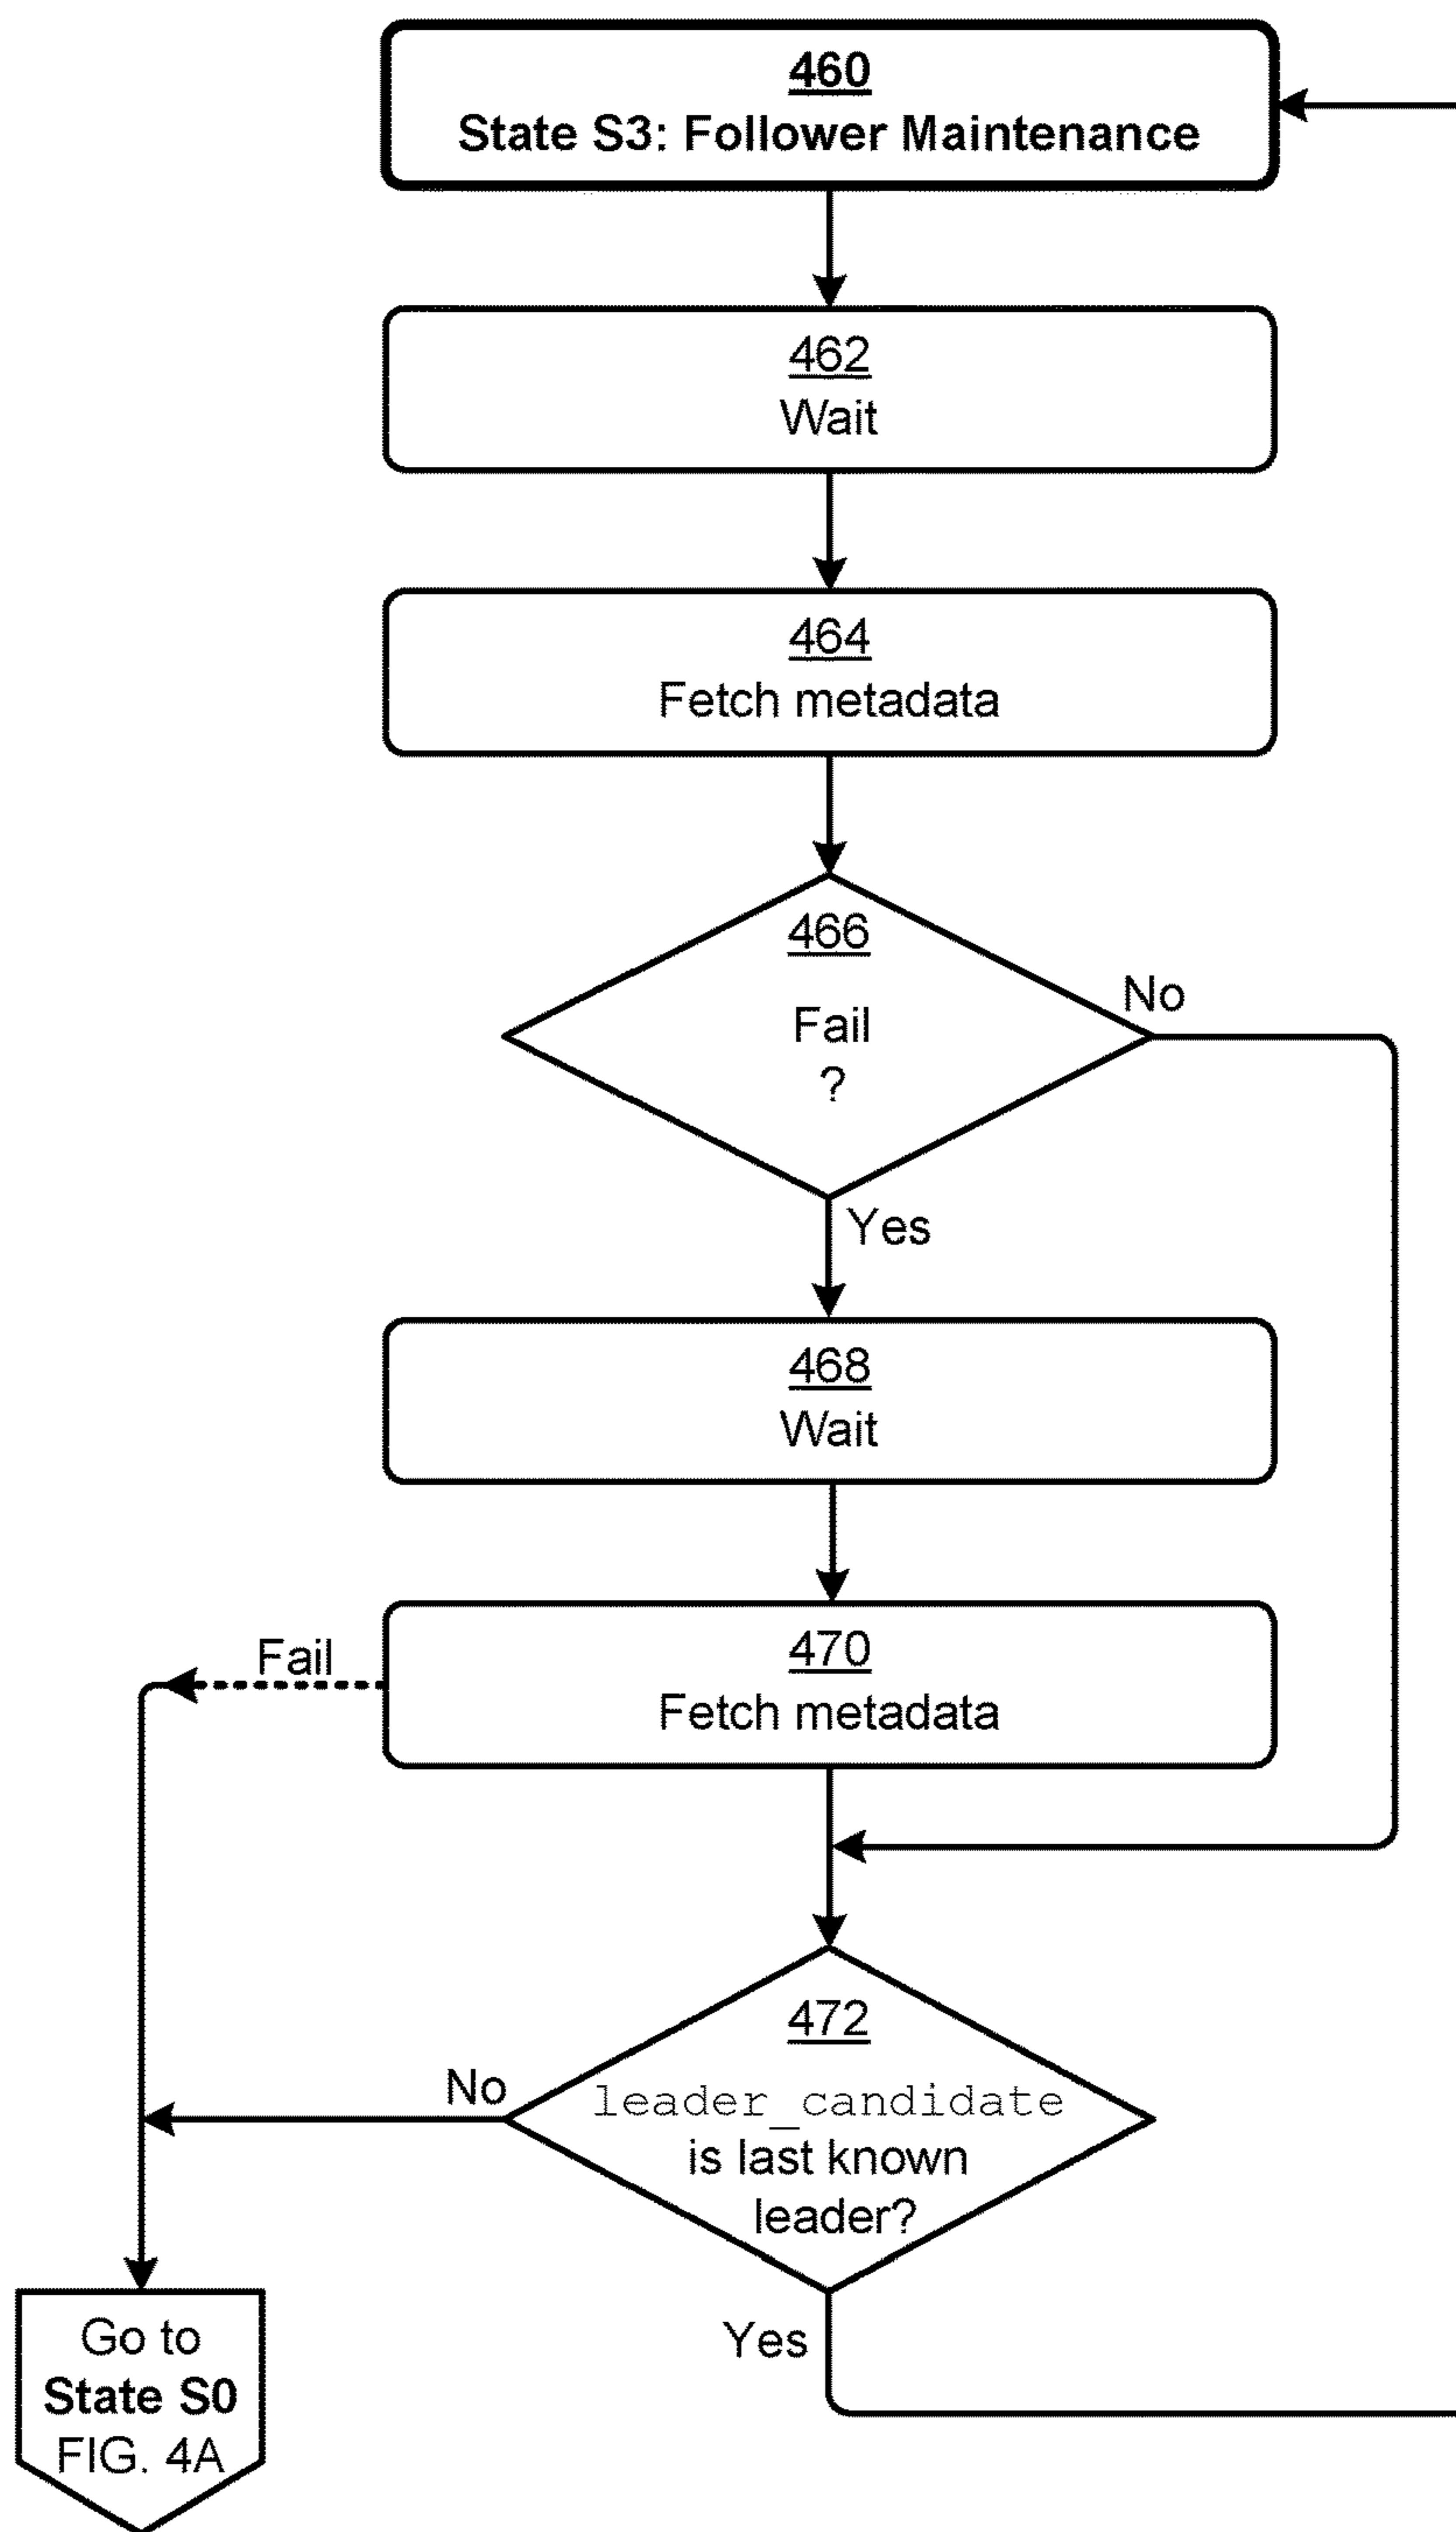 460
State S3: Follower Maintenance
462
Wait
464
Fetch metadata
466
Fail
?
No
Yes
468
Wait
Fail
470
Fetch metadata
472
leader_candidate
is last known
leader?
No
Yes
Go to
State S0
FIG. 4A